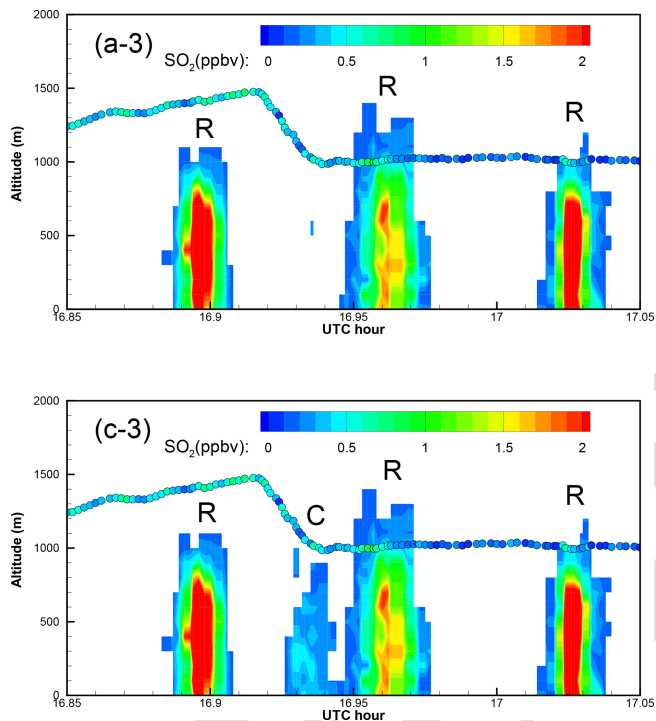 2000
(a-3)
SO2(ppbv): 0 0.5 1 1.5 2
R
R
R
1500
1000
500
0
Altitude (m)
16.85 16.9 16.95 17 17.05
UTC hour
2000
(c-3)
SO2(ppbv): 0 0.5 1 1.5 2
R
C
R
R
1500
1000
500
0
Altitude (m)
16.85 16.9 16.95 17 17.05
UTC hour